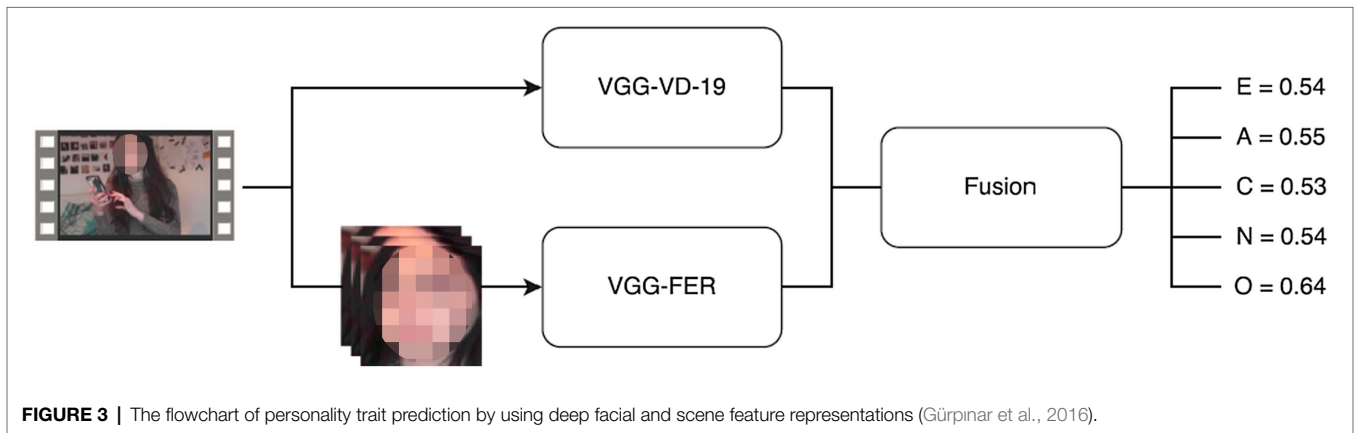 VGG-VD-19
VGG-FER
Fusion
E = 0.54
A = 0.55
C = 0.53
N = 0.54
O = 0.64
FIGURE 3 | The flowchart of personality trait prediction by using deep facial and scene feature representations (Gürpınar et al., 2016).